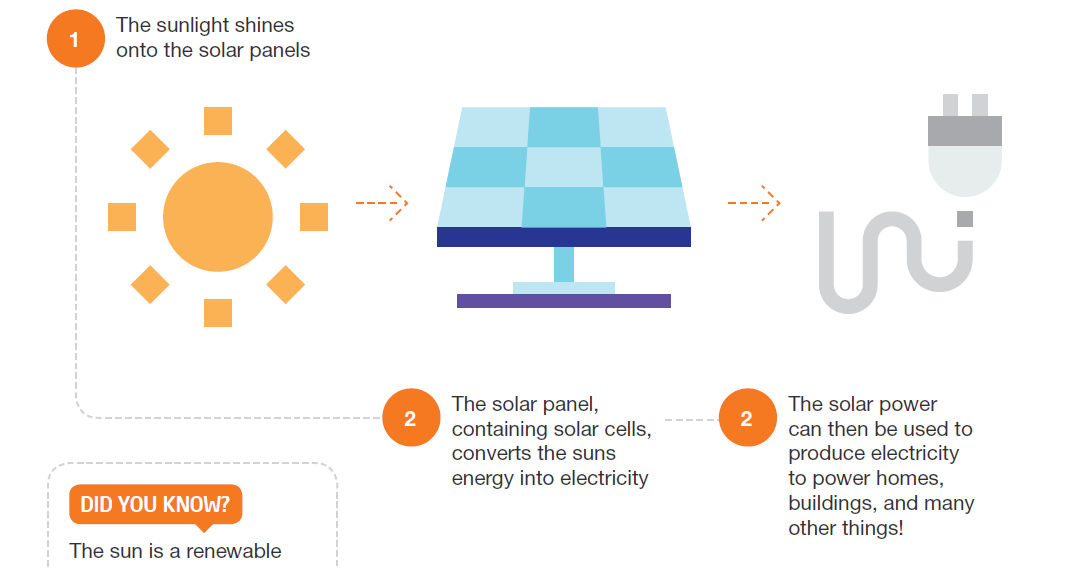 1
The sunlight shines
onto the solar panels
2
The solar panel,
containing solar cells,
converts the suns
energy into electricity
2
The solar power
can then be used to
produce electricity
to power homes,
buildings, and many
other things!
DID YOU KNOW?
The sun is a renewable